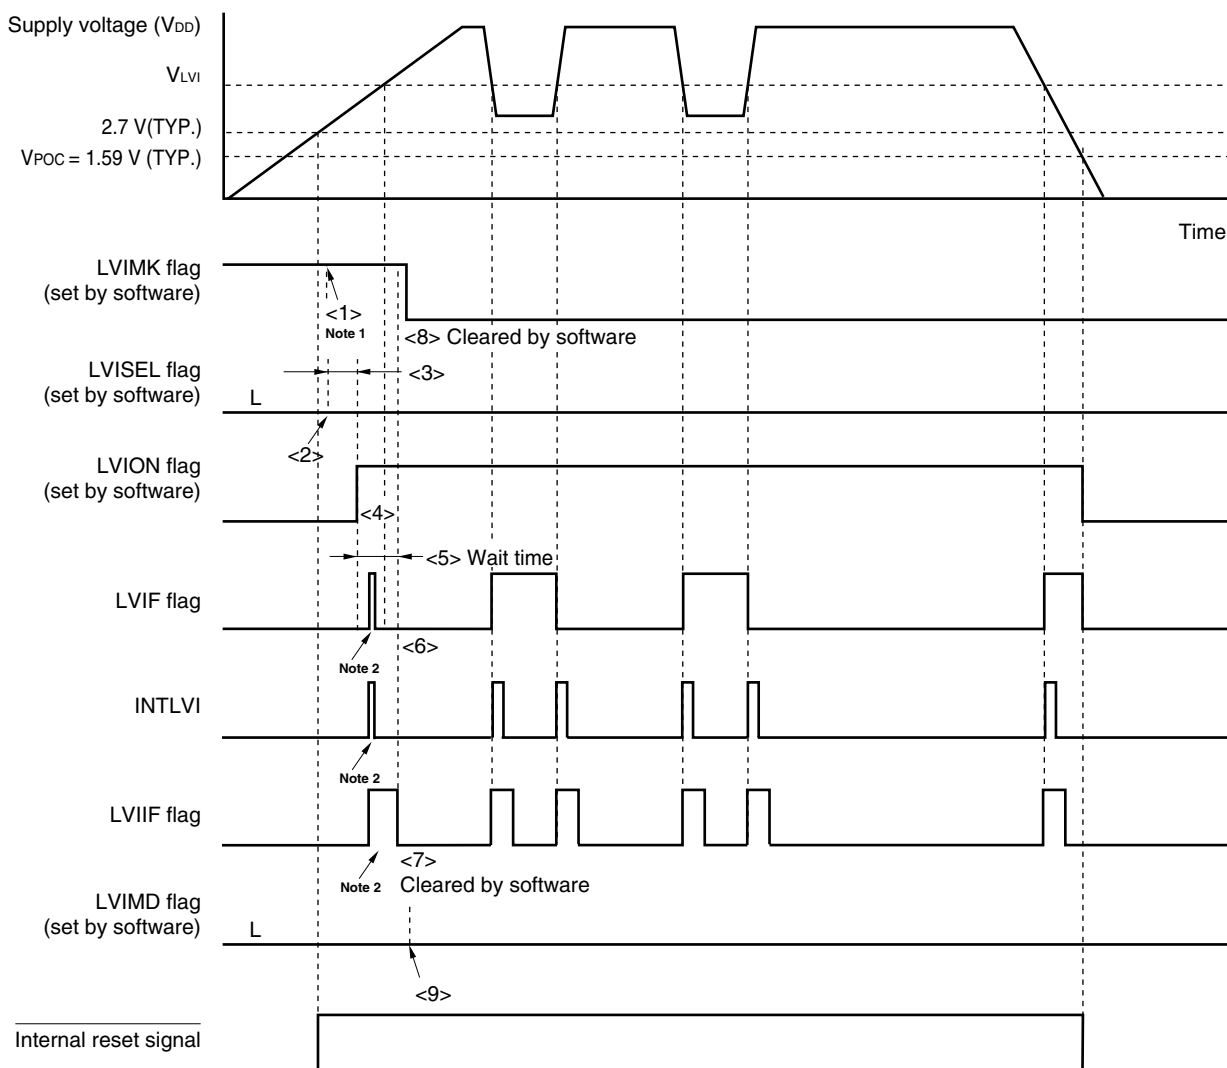 Supply voltage (VDD)
VLVI
2.7 V(TYP.)
VPOC = 1.59 V (TYP.)
Time
LVIMK flag
(set by software)
<1>
Note 1
<8> Cleared by software
LVISEL flag
(set by software)
<3>
L
<2>
LVION flag
(set by software)
<4>
<5> Wait time
LVIF flag
<6>
Note 2
INTLVI
Note 2
LVIIF flag
<7>
Note 2
Cleared by software
LVIMD flag
(set by software)
L
<9>
Internal reset signal